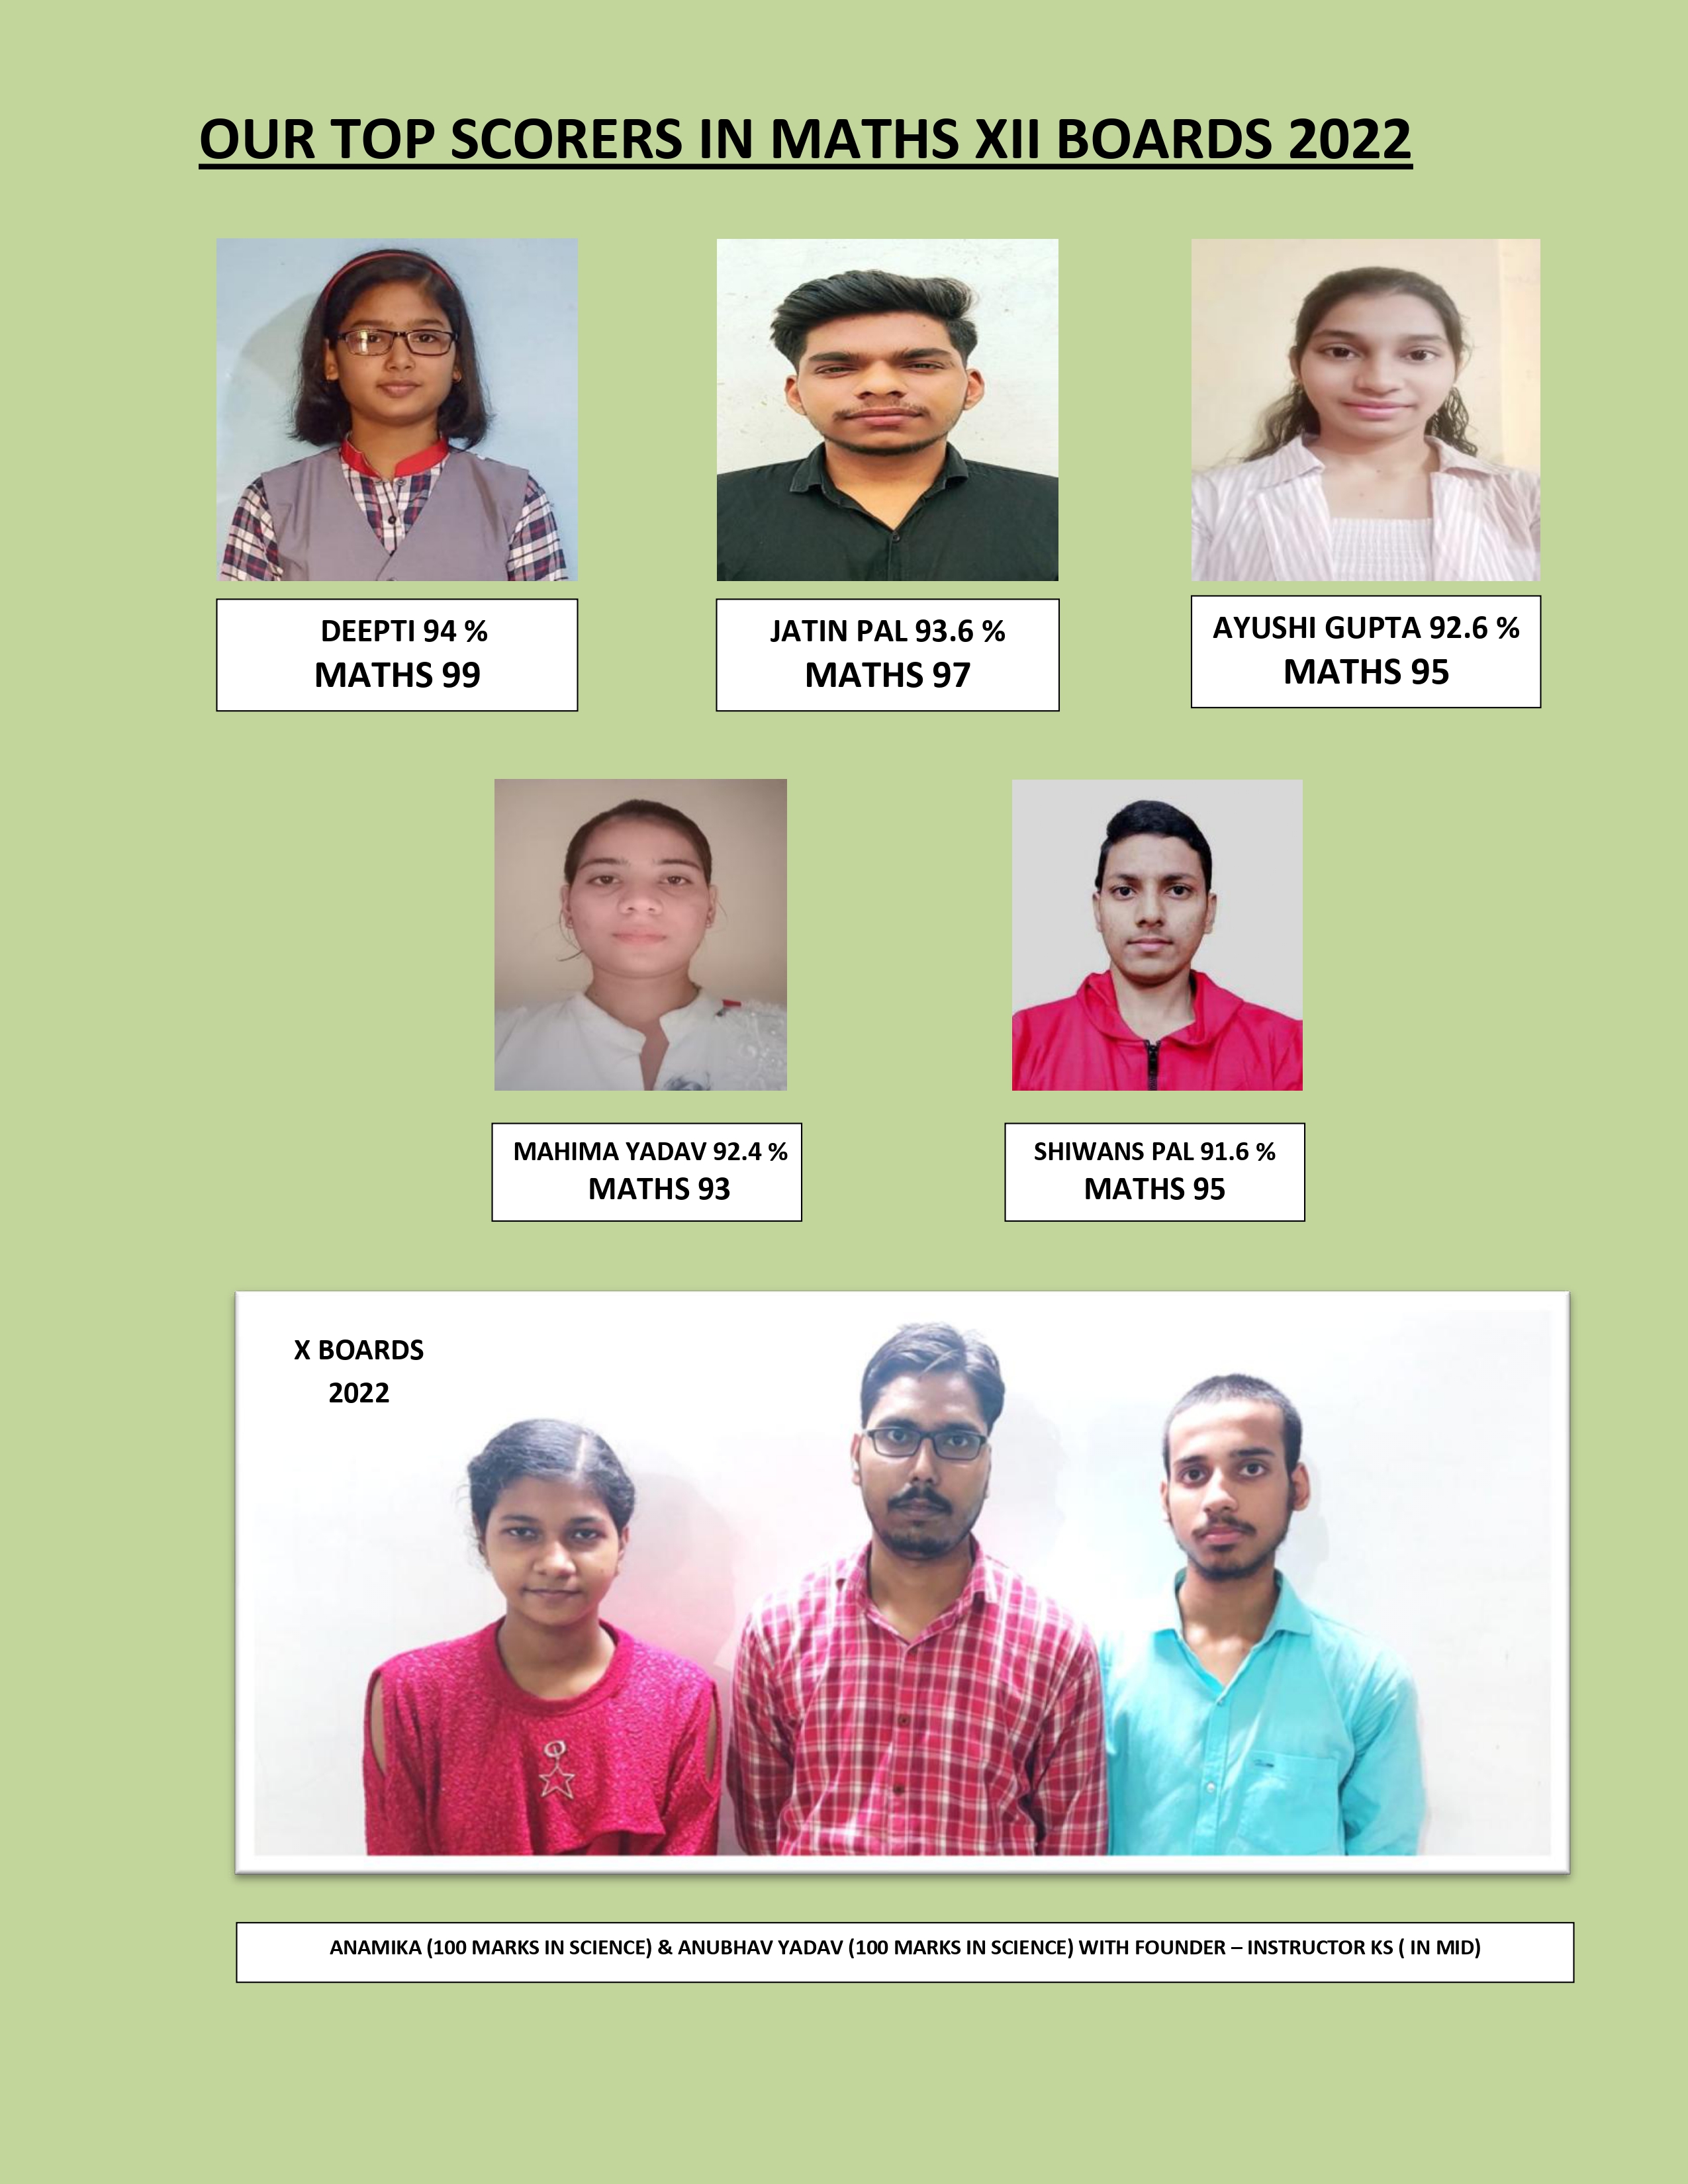 OUR TOP SCORERS IN MATHS XII BOARDS 2022
DEEPTI 94 %
MATHS 99
JATIN PAL 93.6 %
MATHS 97
AYUSHI GUPTA 92.6 %
MATHS 95
MAHIMA YADAV 92.4 %
MATHS 93
SHIWANS PAL 91.6 %
MATHS 95
X BOARDS
2022
ANAMIKA (100 MARKS IN SCIENCE) & ANUBHAV YADAV (100 MARKS IN SCIENCE) WITH FOUNDER – INSTRUCTOR KS ( IN MID)